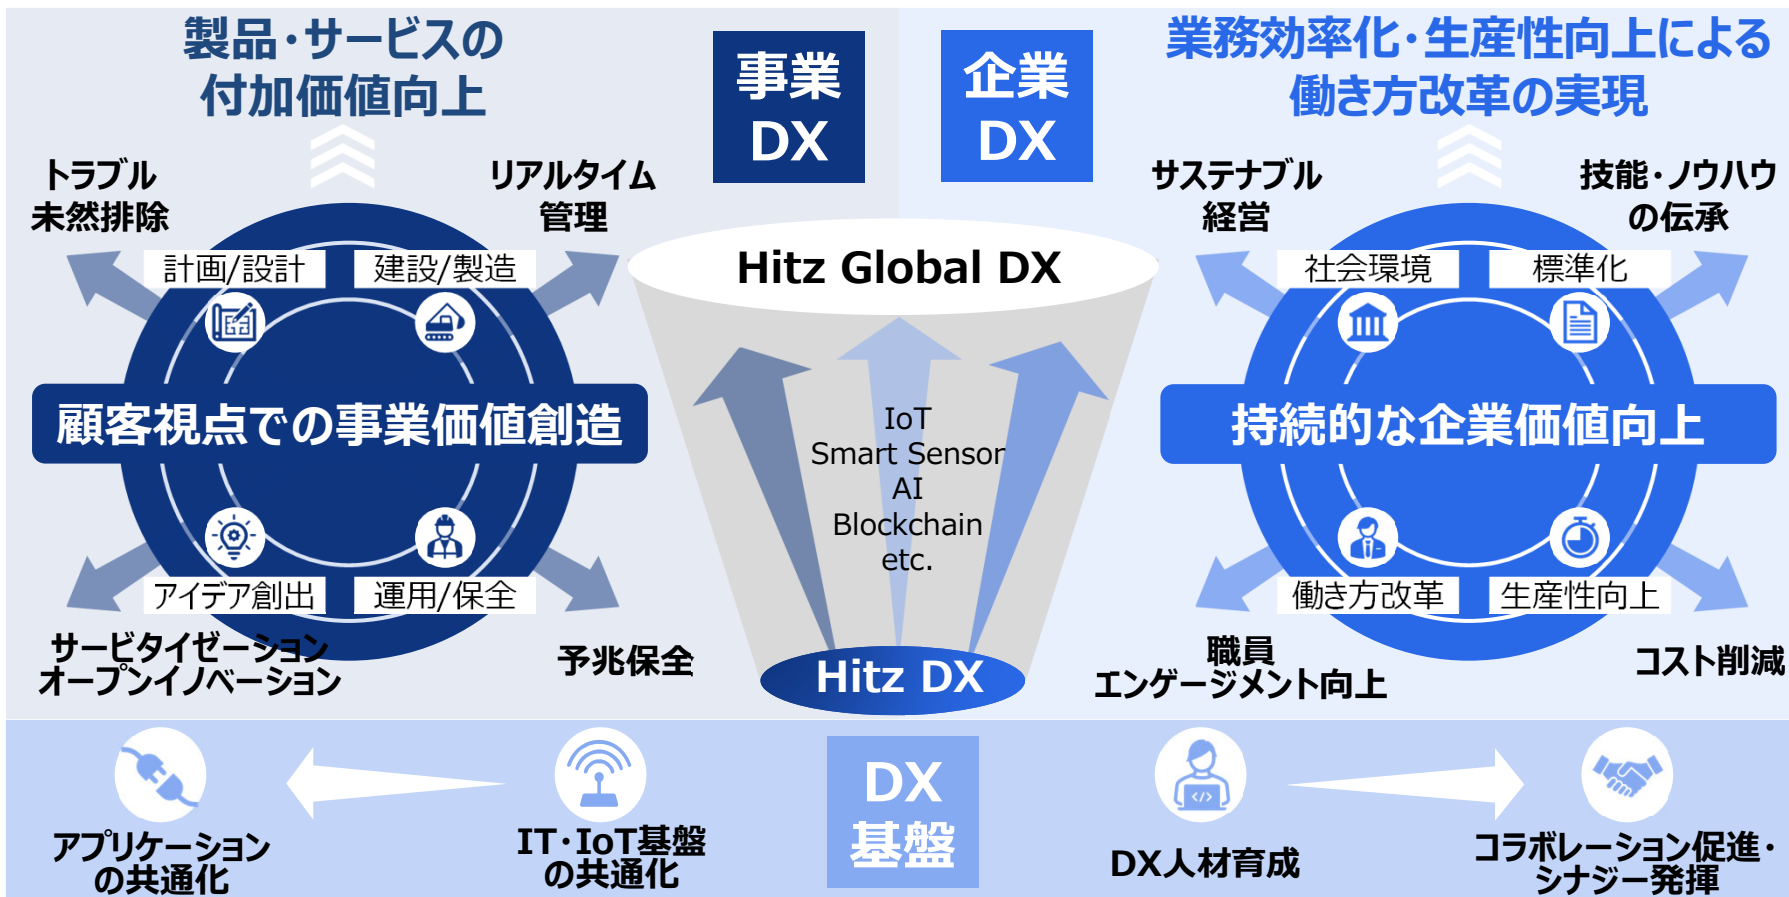 製品・サービスの
付加価値向上
事業
DX
企業
DX
業務効率化・生産性向上による
働き方改革の実現
トラブル
未然排除
リアルタイム
管理
計画/設計
建設/製造
顧客視点での事業価値創造
アイデア創出
運用/保全
サービタイゼーション
オープンイノベーション
予兆保全
Hitz Global DX
IoT
Smart Sensor
AI
Blockchain
etc.
Hitz DX
サステナブル
経営
技能・ノウハウ
の伝承
社会環境
標準化
持続的な企業価値向上
働き方改革
生産性向上
職員
エンゲージメント向上
コスト削減
アプリケーション
の共通化
IT・IoT基盤
の共通化
DX
基盤
</>
DX人材育成
コラボレーション促進・
シナジー発揮